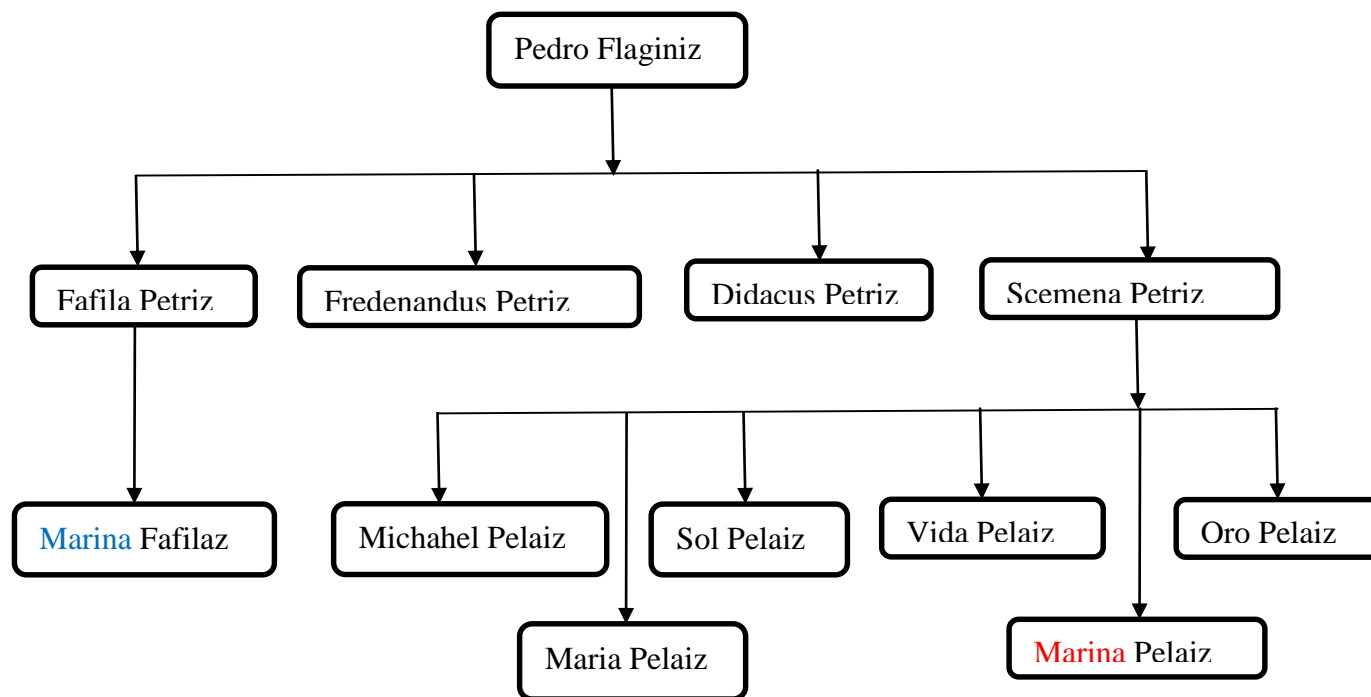 Pedro Flaginiz
Fafila Petriz
Fredenandus Petriz
Didacus Petriz
Scemena Petriz
Marina Fafilaz
Michahel Pelaiz
Sol Pelaiz
Vida Pelaiz
Oro Pelaiz
Maria Pelaiz
Marina Pelaiz